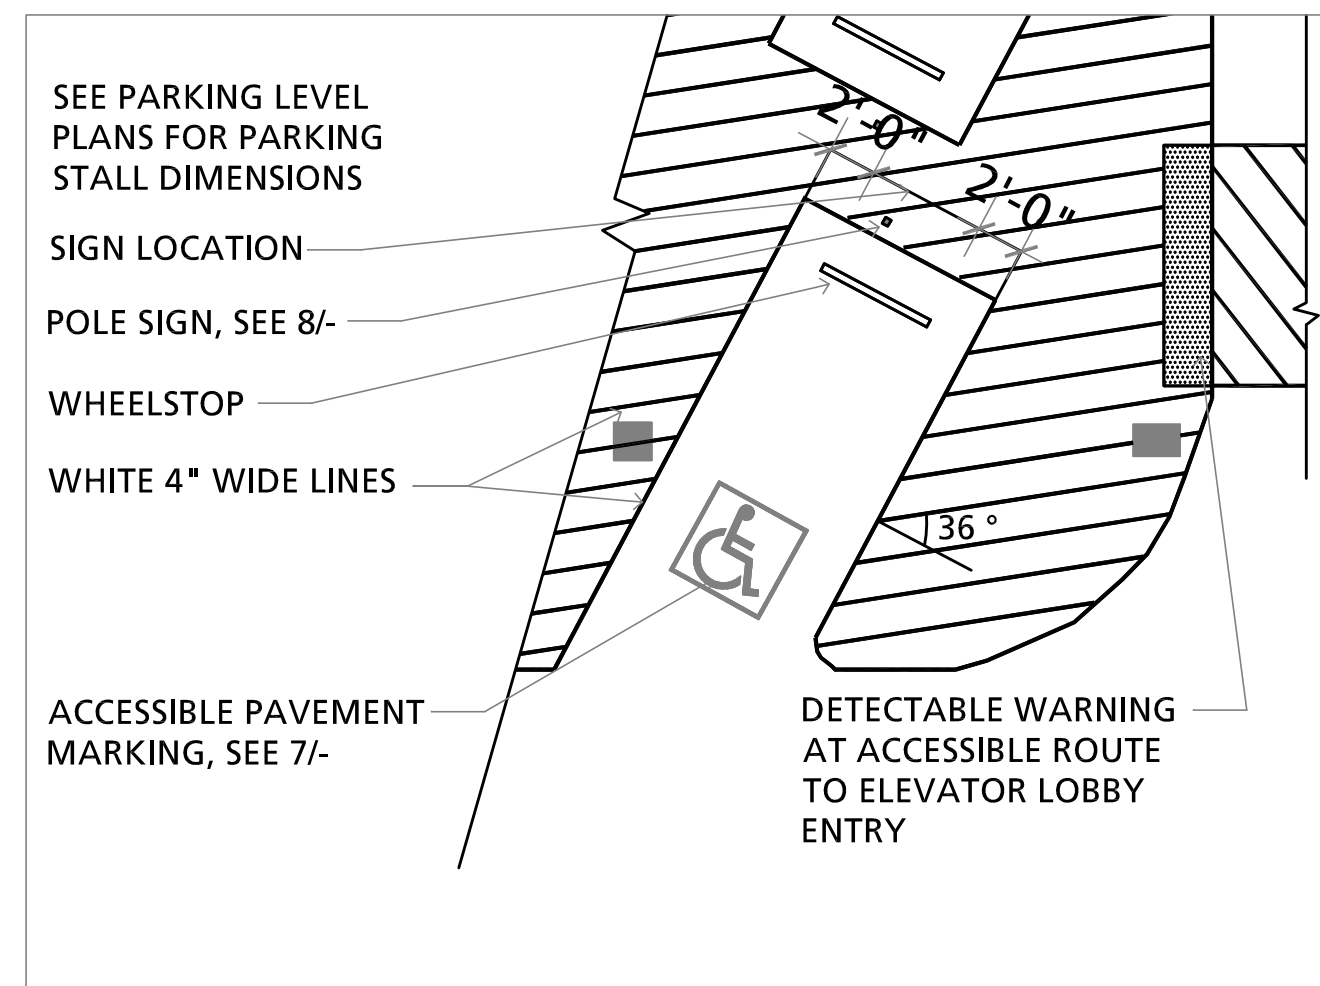 SEE PARKING LEVEL
PLANS FOR PARKING
STALL DIMENSIONS
2'-0"
2'-0"
SIGN LOCATION
POLE SIGN, SEE 8/-
WHEELSTOP
WHITE 4" WIDE LINES
36 °
ACCESSIBLE PAVEMENT
MARKING, SEE 7/-
DETECTABLE WARNING
AT ACCESSIBLE ROUTE
TO ELEVATOR LOBBY
ENTRY